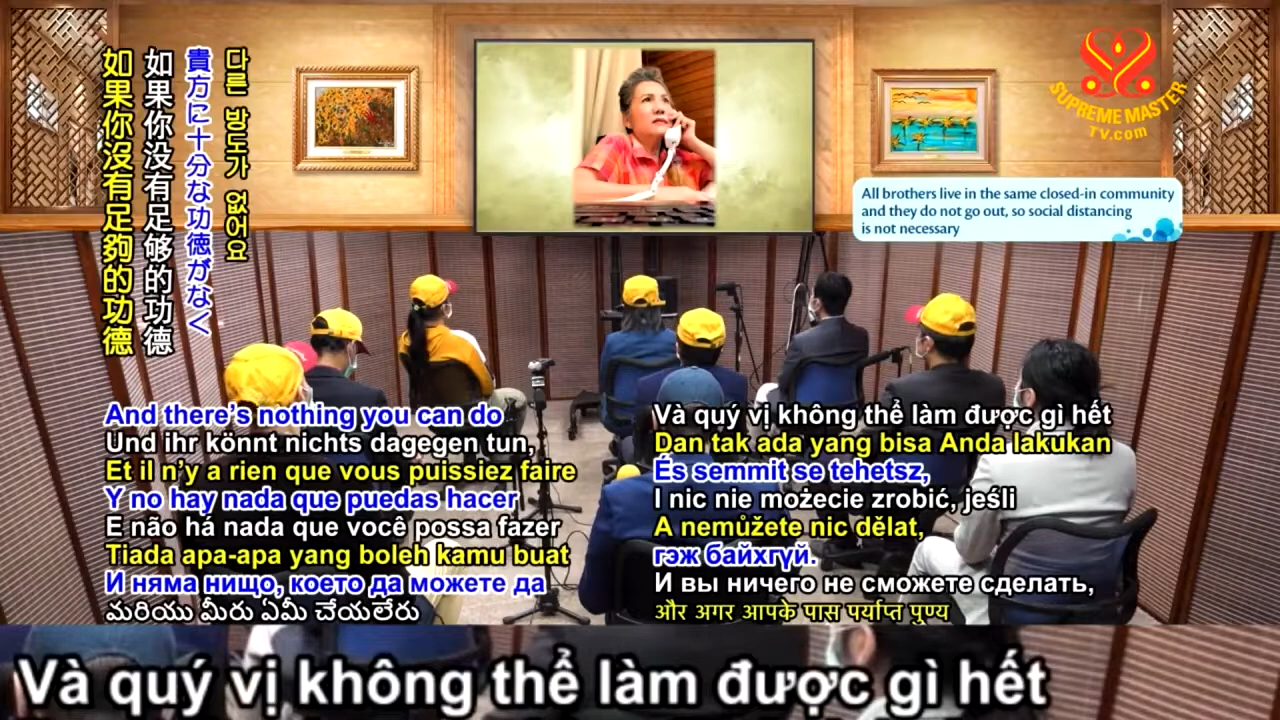 다른 방도가 없어요
貴方に十分な功徳がなく
如果你没有足够的功德
如果你沒有足夠的功德
SUPREME MASTER
TV.com
All brothers live in the same closed-in community
and they do not go out, so social distancing
is not necessary
And there's nothing you can do
Und ihr könnt nichts dagegen tun,
Et il n'y a rien que vous puissiez faire
Y no hay nada que puedas hacer
E não há nada que você possa fazer
Tiada apa-apa yang boleh kamu buat
И няма нищо, което да можете да
మరియు మీరు ఏమీ చేయలేరు
Và quý vị không thể làm được gì hết
Dan tak ada yang bisa Anda lakukan
És semmit se tehetsz,
I nic nie możecie zrobić, jeśli
A nemůžete nic dělat,
гэж байхгүй.
И вы ничего не сможете сделать,
और अगर आपके पास पर्याप्त पुण्य
Và quý vị không thể làm được gì hết